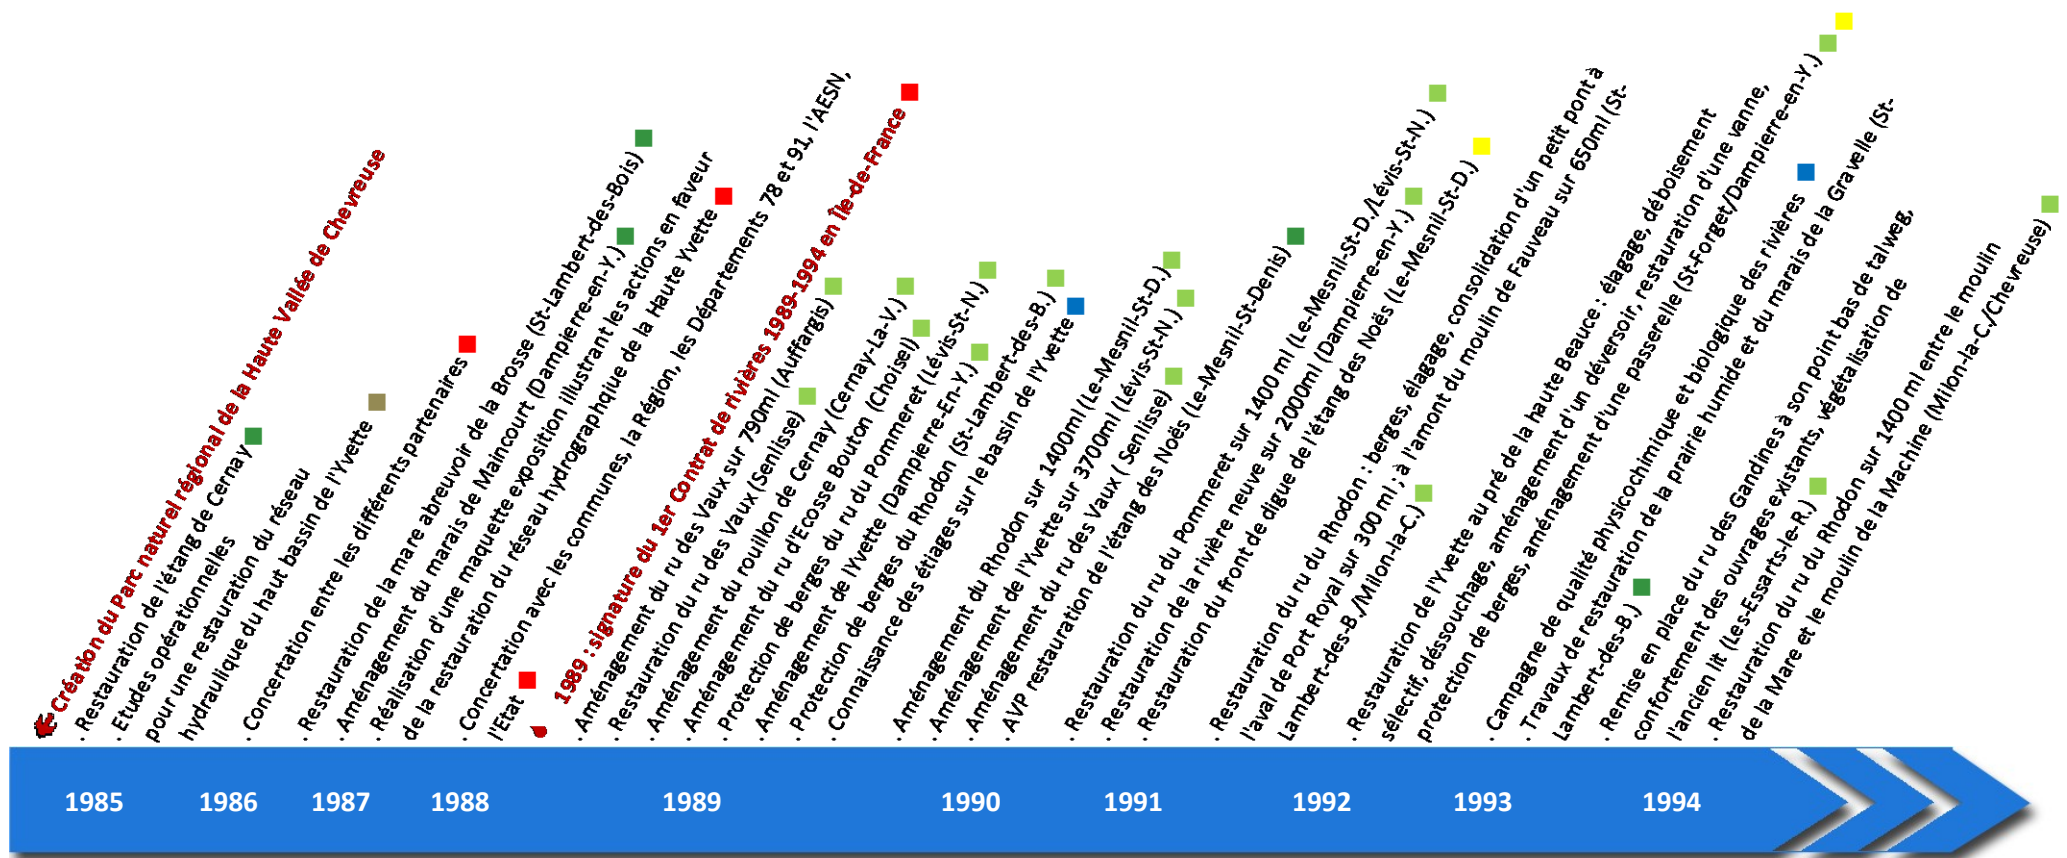 Création du Parc naturel régional de la Haute Vallée de Chevreuse
. Restauration de l'étang de Cernay
. Etudes opérationnelles
pour une restauration du réseau
hydraulique du haut bassin de l'Yvette
. Concertation entre les différents partenaires
. Restauration de la mare abreuvoir de la Brosse (St-Lambert-des-Bois)
. Aménagement du marais de Maincourt (Dampierre-en-Y.)
. Réalisation d'une maquette exposition illustrant les actions en faveur
de la restauration du réseau hydrographique de la Haute Yvette
. Concertation avec les communes, la Région, les Départements 78 et 91, l'AESN,
l'Etat
1989 : signature du 1er Contrat de rivières 1989-1994 en Île-de-France
. Aménagement du ru des Vaux sur 790ml (Auffargis)
. Restauration du ru des Vaux (Senlisse)
. Aménagement du rouillon de Cernay (Cernay-La-V.)
. Aménagement du ru d'Ecosse Bouton (Choisel)
. Protection de berges du ru du Pommeret (Lévis-St-N.)
. Aménagement de l'Yvette (Dampierre-En-Y.)
. Protection de berges du Rhodon (St-Lambert-des-B.)
. Connaissance des étiages sur le bassin de l'Yvette
. Aménagement du Rhodon sur 1400ml (Le-Mesnil-St-D.)
. Aménagement de l'Yvette sur 3700ml (Lévis-St-N.)
. Aménagement du ru des Vaux ( Senlisse)
. AVP restauration de l'étang des Noës (Le-Mesnil-St-Denis)
. Restauration du ru du Pommeret sur 1400 ml (Le-Mesnil-St-D./Lévis-St-N.)
. Restauration de la rivière neuve sur 2000ml (Dampierre-en-Y.)
. Restauration du front de digue de l'étang des Noës (Le-Mesnil-St-D.)
. Restauration du ru du Rhodon : berges, élagage, consolidation d'un petit pont à
l'aval de Port Royal sur 300 ml ; à l'amont du moulin de Fauveau sur 650ml (St-
Lambert-des-B./Milon-la-C.)
. Restauration de l'Yvette au pré de la haute Beauce : élagage, déboisement
sélectif, déssouchage, aménagement d'un déversoir, restauration d'une vanne,
protection de berges, aménagement d'une passerelle (St-Forget/Dampierre-en-Y.)
. Campagne de qualité physicochimique et biologique des rivières
. Travaux de restauration de la prairie humide et du marais de la Gravelle (St-
Lambert-des-B.)
. Remise en place du ru des Gandines à son point bas de talweg,
confortement des ouvrages existants, végétalisation de
l'ancien lit (Les-Essarts-le-R.)
. Restauration du ru du Rhodon sur 1400 ml entre le moulin
de la Mare et le moulin de la Machine (Milon-la-C./Chevreuse)
1985 1986 1987 1988 1989 1990 1991 1992 1993 1994